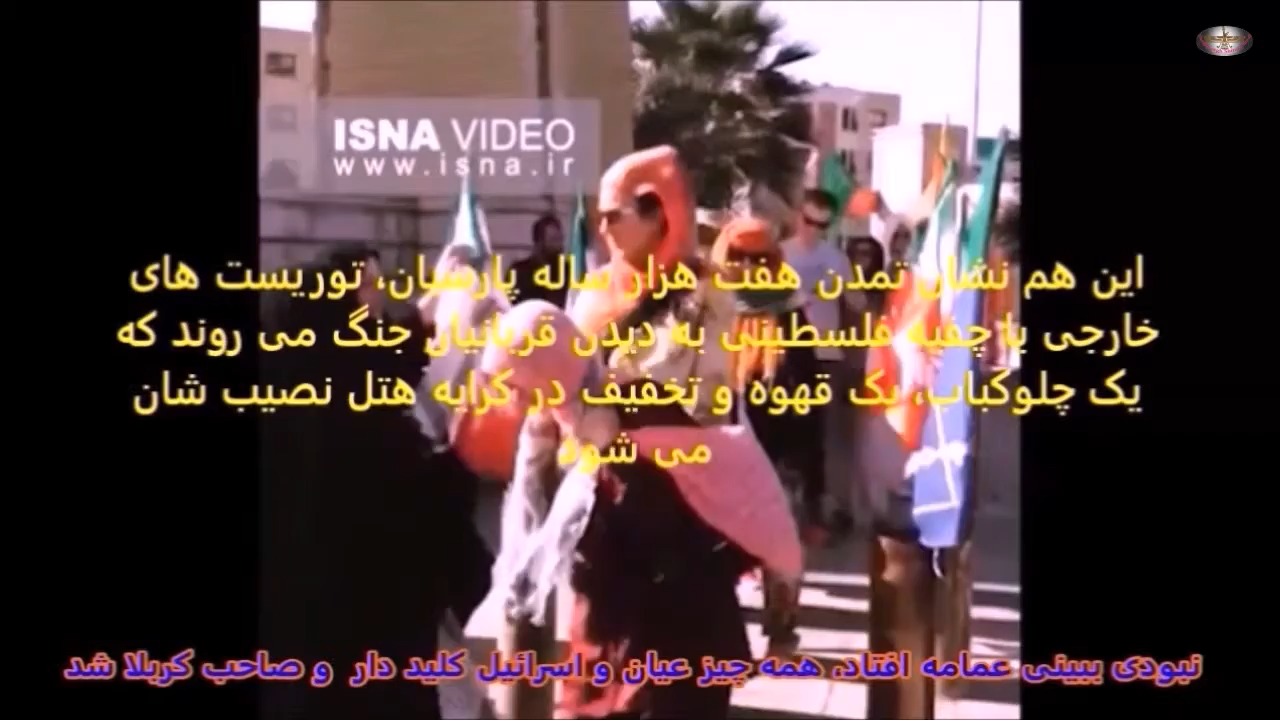 ISNA VIDEO
www.isna.ir
این هم نشان تمدن هفت هزار ساله پارسیان، توریست های
خارجی با چفیه فلسطینی به دیدن قربانیان جنگ می روند که
یک چلوکباب، یک قهوه و تخفیف در کرایه هتل نصیب شان
می شود
نبودی ببینی عمامه افتاد، همه چیز عیان و اسرائیل کلید دار و صاحب کربلا شد